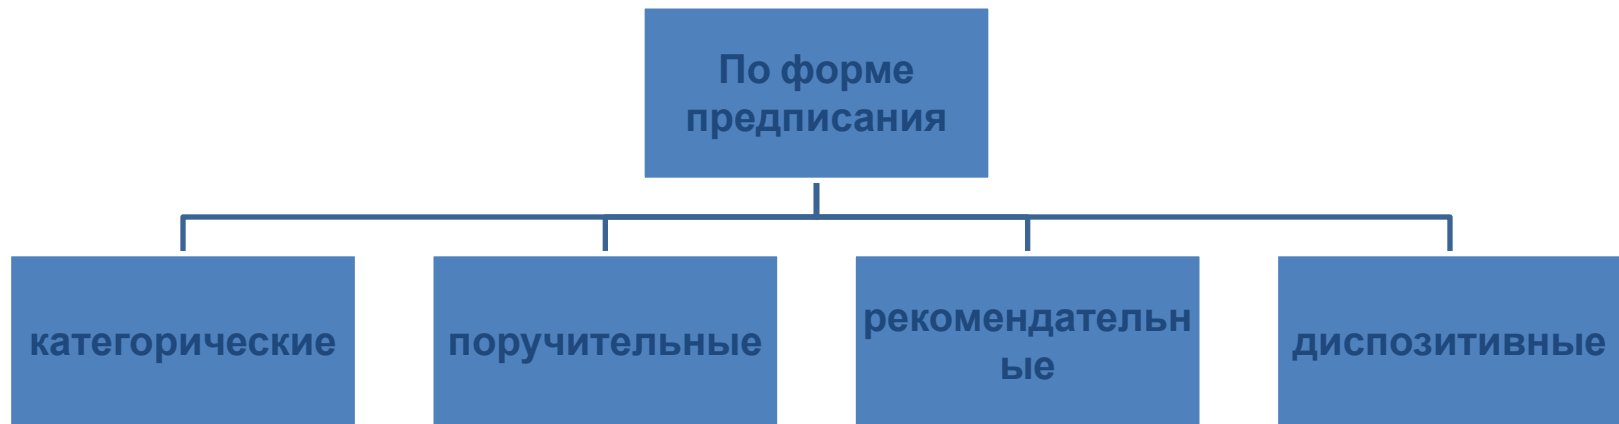 По форме
предписания
категорические
поручительные
рекомендательн
ые
диспозитивные